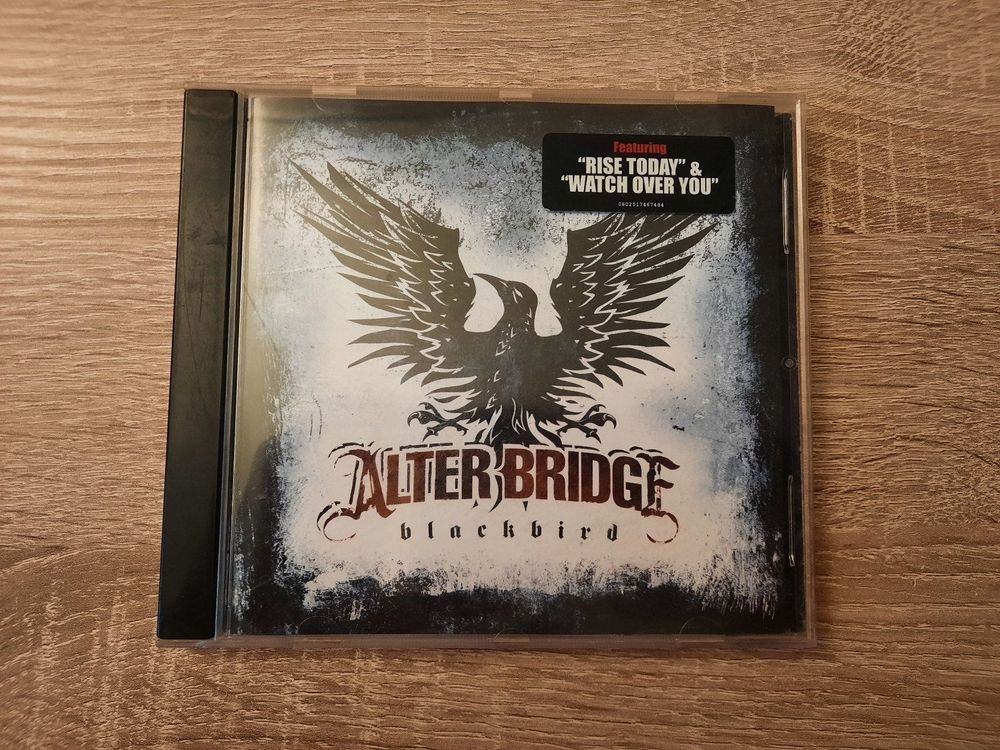 Featuring
“RISE TODAY” &
“WATCH OVER YOU”
0602517467484
ALTER BRIDGE
blackbird